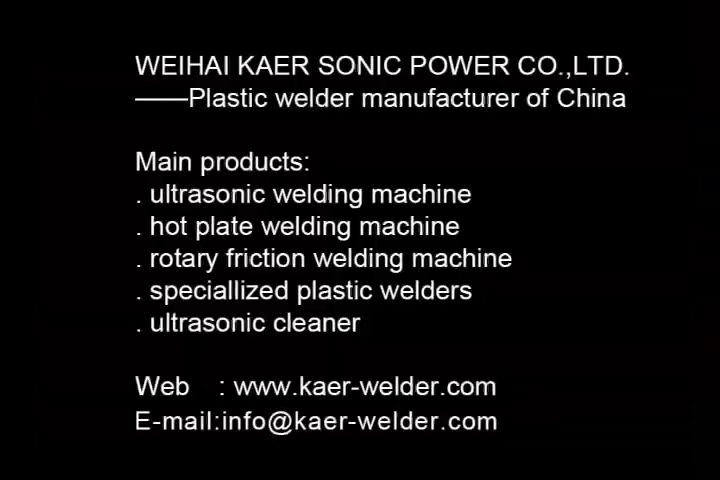 WEIHAI KAER SONIC POWER CO.,LTD.
——Plastic welder manufacturer of China
Main products:
. ultrasonic welding machine
. hot plate welding machine
. rotary friction welding machine
. speciallized plastic welders
. ultrasonic cleaner
Web : www.kaer-welder.com
E-mail:info@kaer-welder.com